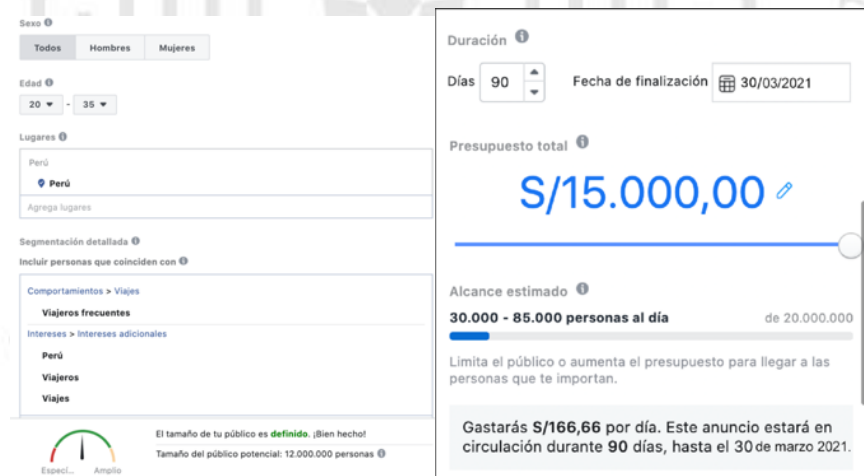 Sexo
Todos Hombres Mujeres
Edad
20 - 35
Lugares
Perú
Perú
Agrega lugares
Segmentación detallada
Incluir personas que coinciden con
Comportamientos > Viajes
Viajeros frecuentes
Intereses > Intereses adicionales
Perú
Viajeros
Viajes
El tamaño de tu público es definido. ¡Bien hecho!
Tamaño del público potencial: 12.000.000 personas
Especí... Amplio
Duración
Días 90 Fecha de finalización 30/03/2021
Presupuesto total
S/15.000,00
Alcance estimado
30.000 - 85.000 personas al día de 20.000.000
Limita el público o aumenta el presupuesto para llegar a las
personas que te importan.
Gastarás S/166,66 por día. Este anuncio estará en
circulación durante 90 días, hasta el 30 de marzo 2021.